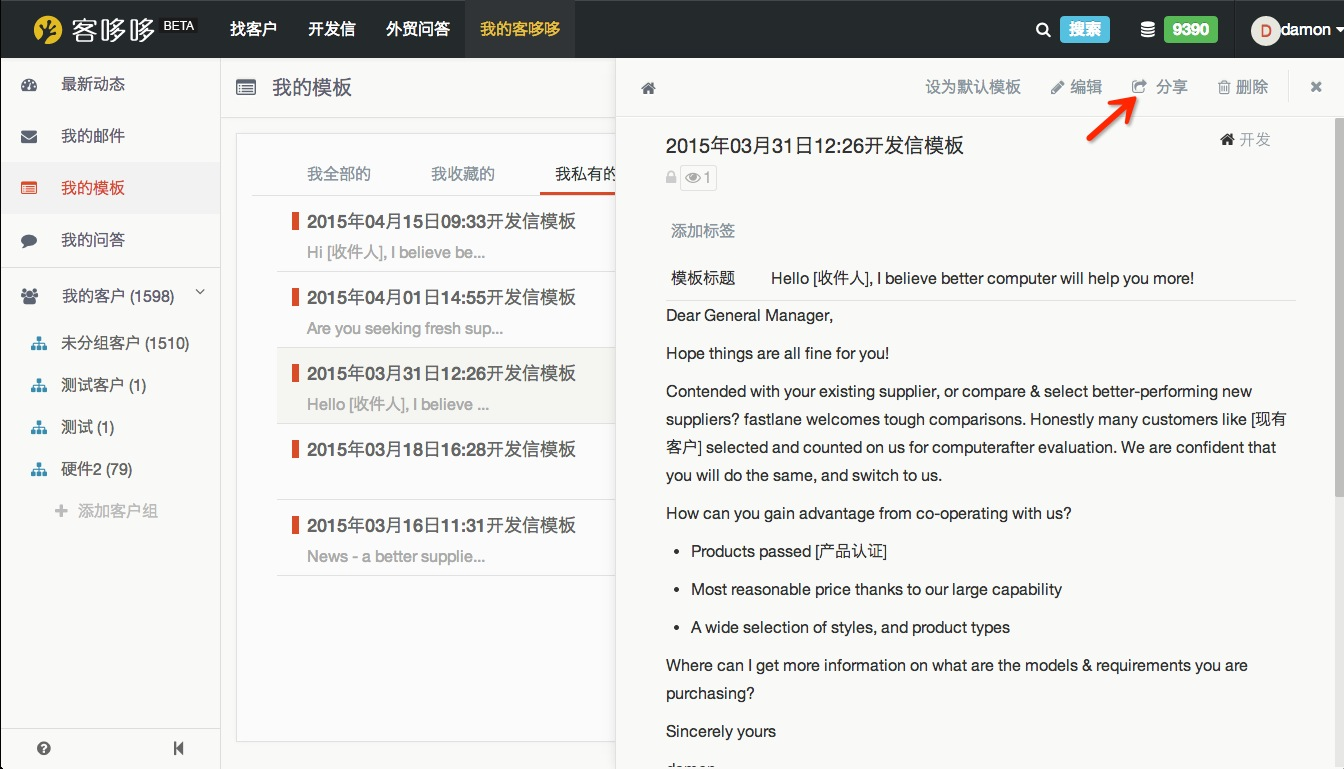 客哆哆 BETA
找客户
开发信
外贸问答
我的客哆哆
搜索
9390
D
damon
最新动态
我的邮件
我的模板
我的问答
我的客户 (1598)
未分组客户 (1510)
测试客户 (1)
测试 (1)
硬件2 (79)
添加客户组
我的模板
我全部的
我收藏的
我私有的
2015年04月15日09:33开发信模板
Hi [收件人], I believe be...
2015年04月01日14:55开发信模板
Are you seeking fresh sup...
2015年03月31日12:26开发信模板
Hello [收件人], I believe ...
2015年03月18日16:28开发信模板
2015年03月16日11:31开发信模板
News - a better supplie...
设为默认模板
编辑
分享
删除
2015年03月31日12:26开发信模板
开发
1
添加标签
模板标题 Hello [收件人], I believe better computer will help you more!
Dear General Manager,
Hope things are all fine for you!
Contended with your existing supplier, or compare & select better-performing new
suppliers? fastlane welcomes tough comparisons. Honestly many customers like [现有
客户] selected and counted on us for computerafter evaluation. We are confident that
you will do the same, and switch to us.
How can you gain advantage from co-operating with us?
• Products passed [产品认证]
• Most reasonable price thanks to our large capability
• A wide selection of styles, and product types
Where can I get more information on what are the models & requirements you are
purchasing?
Sincerely yours